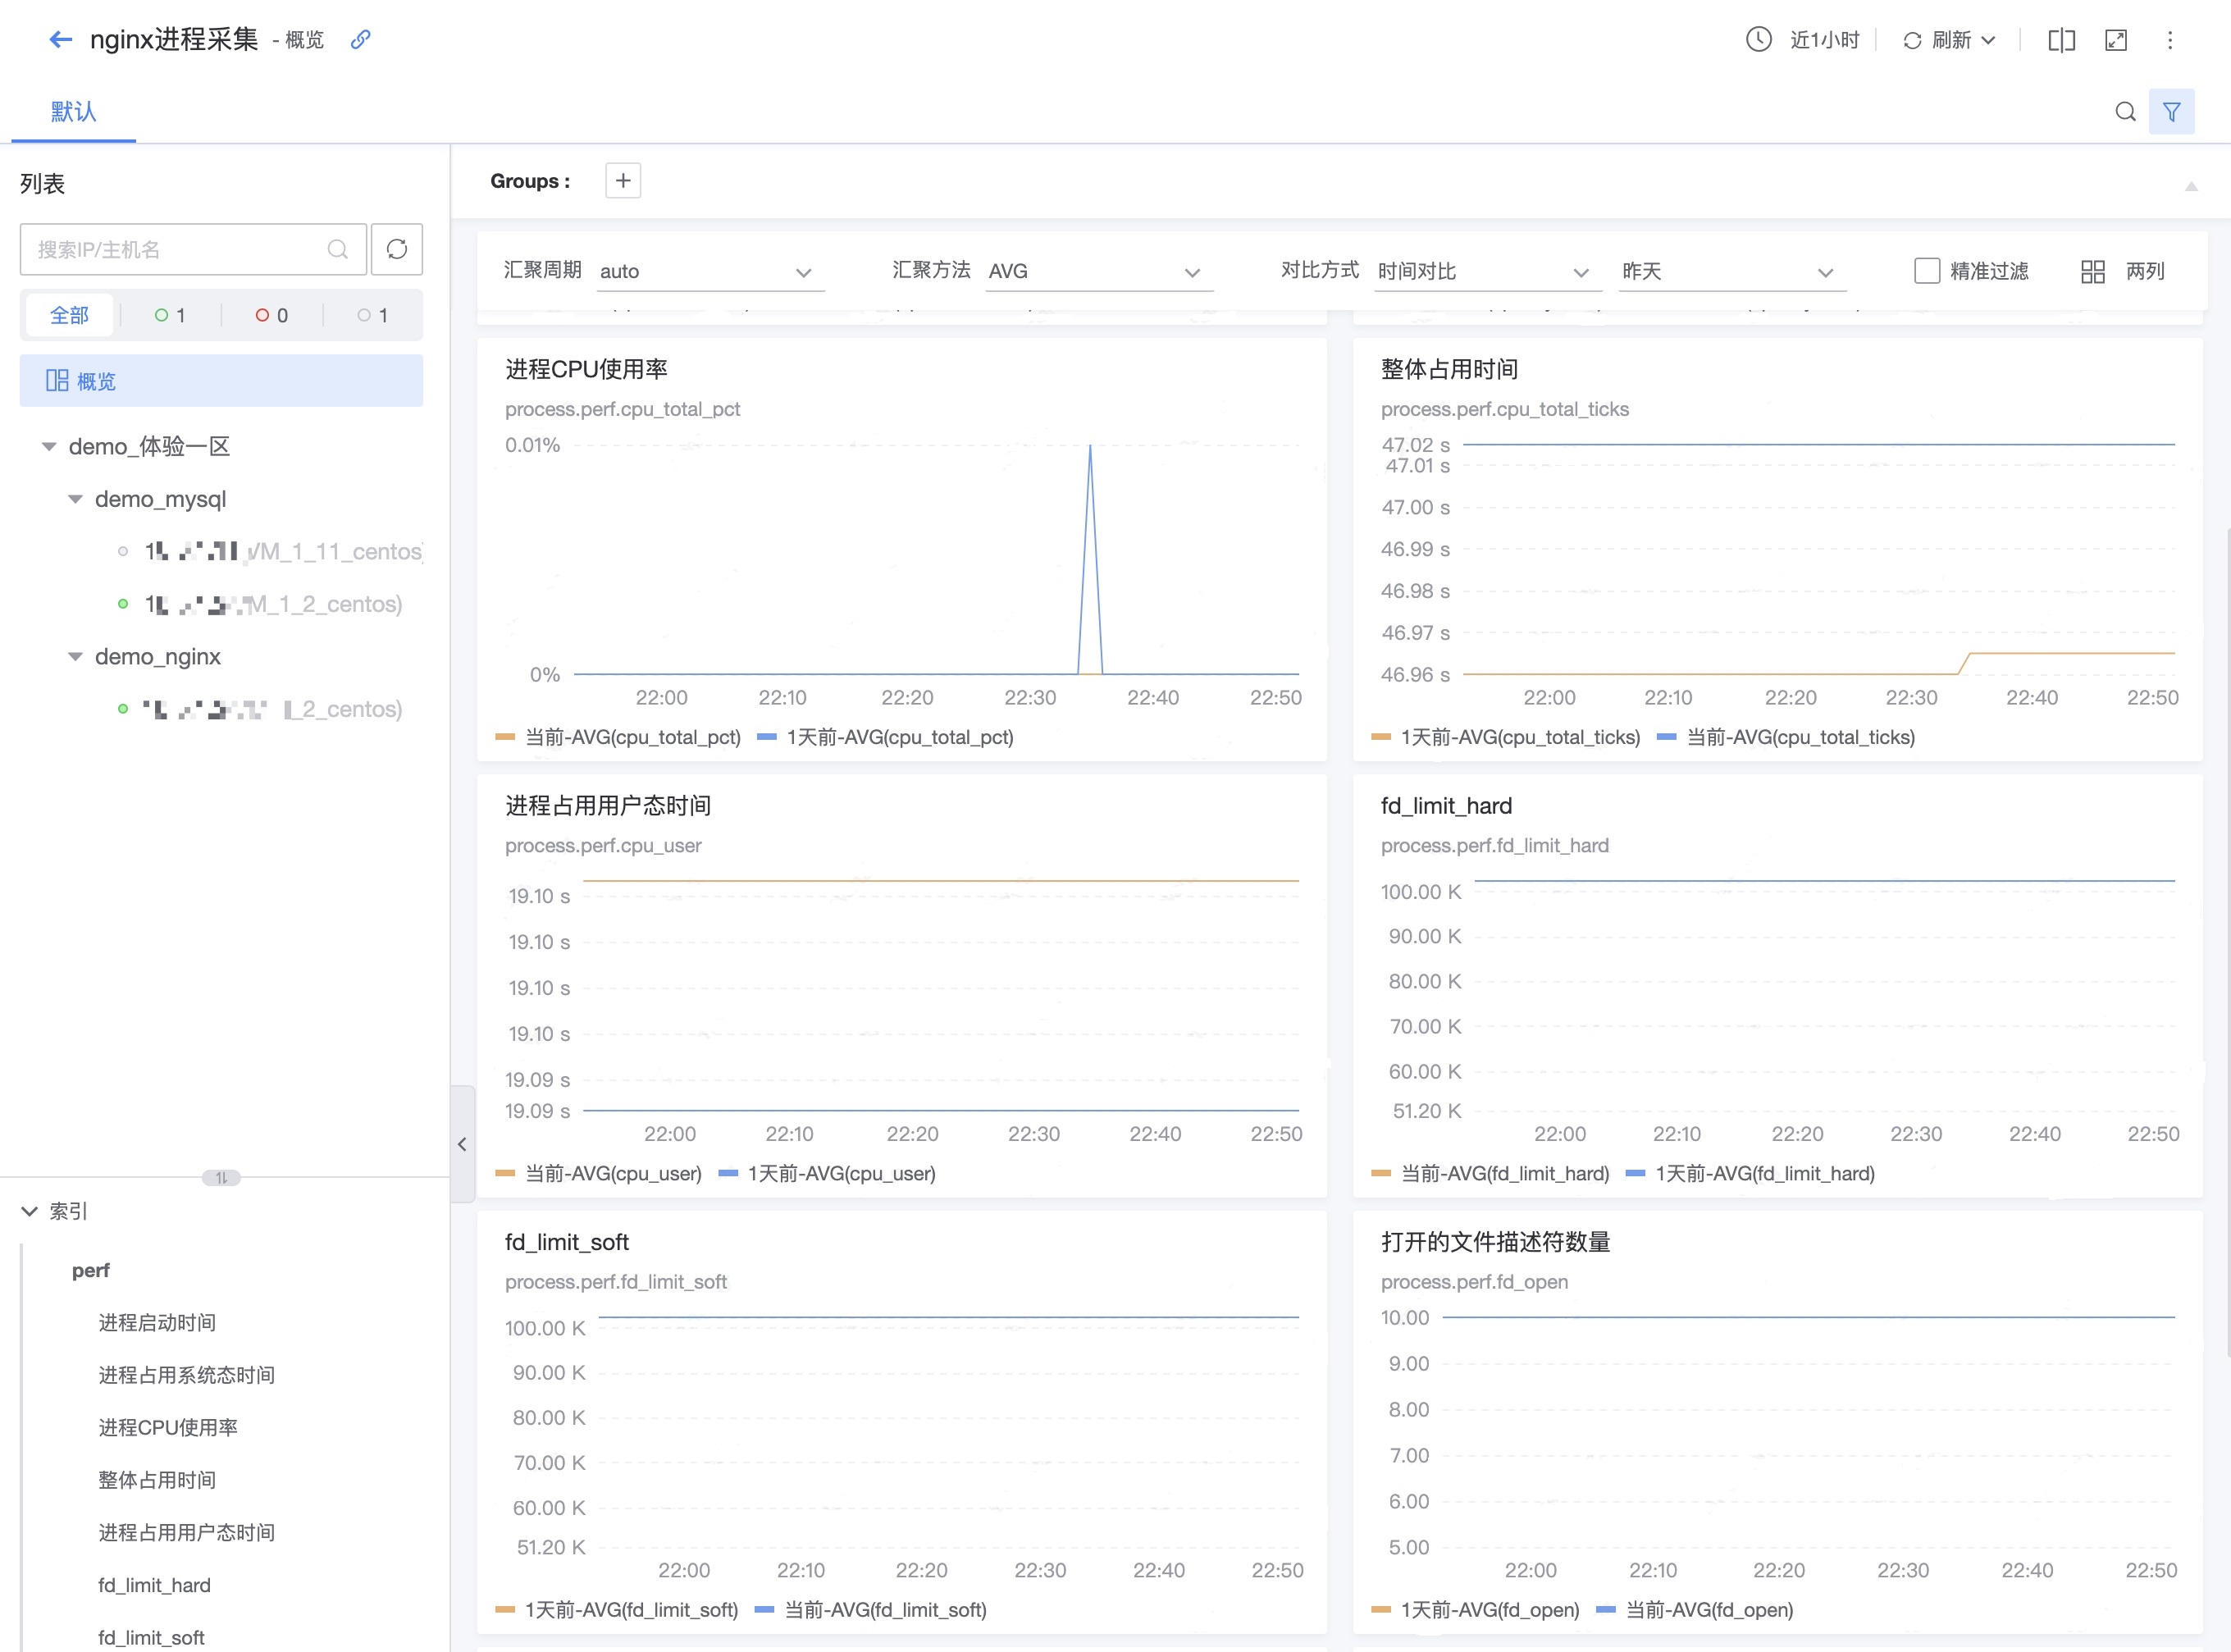 nginx进程采集 - 概览
近1小时 刷新
默认
列表
Groups :
搜索IP/主机名
汇聚周期 auto 汇聚方法 AVG 对比方式 时间对比 昨天 精准过滤 两列
全部 1 0 1
概览
demo_体验一区
demo_mysql
M_1_11_centos
M_1_2_centos)
demo_nginx
_2_centos)
进程CPU使用率
process.perf.cpu_total_pct
0.01%
0%
22:00 22:10 22:20 22:30 22:40 22:50
当前-AVG(cpu_total_pct) 1天前-AVG(cpu_total_pct)
整体占用时间
process.perf.cpu_total_ticks
47.02 s
47.01 s
47.00 s
46.99 s
46.98 s
46.97 s
46.96 s
22:00 22:10 22:20 22:30 22:40 22:50
1天前-AVG(cpu_total_ticks) 当前-AVG(cpu_total_ticks)
进程占用用户态时间
process.perf.cpu_user
19.10 s
19.10 s
19.10 s
19.10 s
19.09 s
19.09 s
22:00 22:10 22:20 22:30 22:40 22:50
当前-AVG(cpu_user) 1天前-AVG(cpu_user)
fd_limit_hard
process.perf.fd_limit_hard
100.00 K
90.00 K
80.00 K
70.00 K
60.00 K
51.20 K
22:00 22:10 22:20 22:30 22:40 22:50
当前-AVG(fd_limit_hard) 1天前-AVG(fd_limit_hard)
fd_limit_soft
process.perf.fd_limit_soft
100.00 K
90.00 K
80.00 K
70.00 K
60.00 K
51.20 K
22:00 22:10 22:20 22:30 22:40 22:50
1天前-AVG(fd_limit_soft) 当前-AVG(fd_limit_soft)
打开的文件描述符数量
process.perf.fd_open
10.00
9.00
8.00
7.00
6.00
5.00
22:00 22:10 22:20 22:30 22:40 22:50
1天前-AVG(fd_open) 当前-AVG(fd_open)
索引
perf
进程启动时间
进程占用系统态时间
进程CPU使用率
整体占用时间
进程占用用户态时间
fd_limit_hard
fd_limit_soft